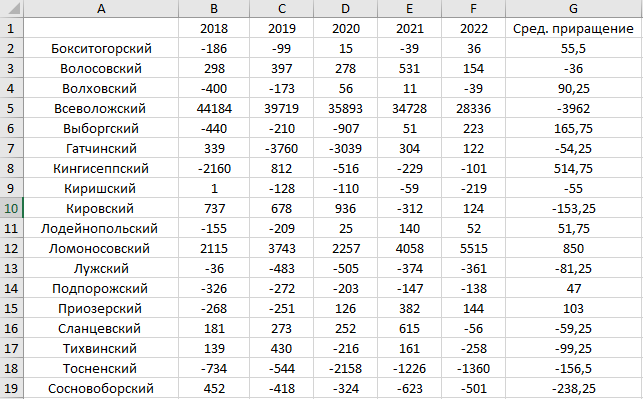 A B C D E F G
1 2018 2019 2020 2021 2022 Сред. приращение
2 Бокситогорский -186 -99 15 -39 36 55,5
3 Волосовский 298 397 278 531 154 -36
4 Волховский -400 -173 56 11 -39 90,25
5 Всеволожский 44184 39719 35893 34728 28336 -3962
6 Выборгский -440 -210 -907 51 223 165,75
7 Гатчинский 339 -3760 -3039 304 122 -54,25
8 Кингисеппский -2160 812 -516 -229 -101 514,75
9 Киришский 1 -128 -110 -59 -219 -55
10 Кировский 737 678 936 -312 124 -153,25
11 Лодейнопольский -155 -209 25 140 52 51,75
12 Ломоносовский 2115 3743 2257 4058 5515 850
13 Лужский -36 -483 -505 -374 -361 -81,25
14 Подпорожский -326 -272 -203 -147 -138 47
15 Приозерский -268 -251 126 382 144 103
16 Сланцевский 181 273 252 615 -56 -59,25
17 Тихвинский 139 430 -216 161 -258 -99,25
18 Тосненский -734 -544 -2158 -1226 -1360 -156,5
19 Сосновоборский 452 -418 -324 -623 -501 -238,25